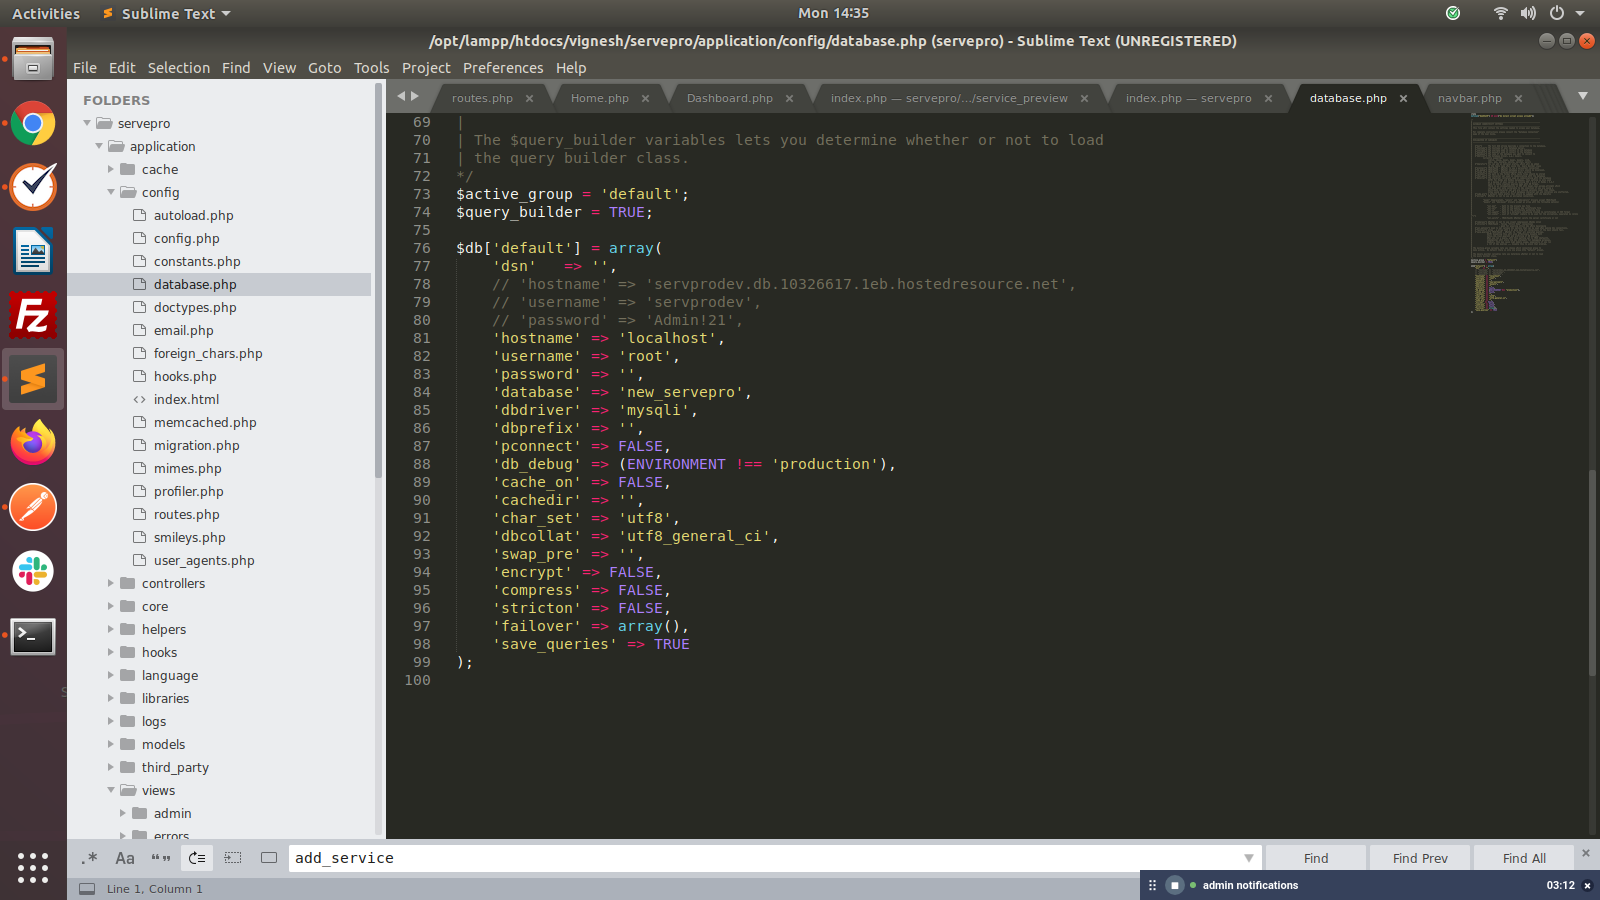 Activities
Sublime Text
Mon 14:35
/opt/lampp/htdocs/vignesh/servepro/application/config/database.php (servepro) - Sublime Text (UNREGISTERED)
File Edit Selection Find View Goto Tools Project Preferences Help
FOLDERS
servepro
application
cache
config
autoload.php
config.php
constants.php
database.php
doctypes.php
email.php
foreign_chars.php
hooks.php
index.html
memcached.php
migration.php
mimes.php
profiler.php
routes.php
smileys.php
user_agents.php
controllers
core
helpers
hooks
language
libraries
logs
models
third_party
views
admin
errors
routes.php × Home.php × Dashboard.php × index.php — servepro/.../service_preview × index.php — servepro × database.php × navbar.php ×
69 |
70 | The $query_builder variables lets you determine whether or not to load
71 | the query builder class.
72 */
73 $active_group = 'default';
74 $query_builder = TRUE;
75
76 $db['default'] = array(
77 'dsn' => '',
78 // 'hostname' => 'servprodev.db.10326617.1eb.hostedresource.net',
79 // 'username' => 'servprodev',
80 // 'password' => 'Admin!21',
81 'hostname' => 'localhost',
82 'username' => 'root',
83 'password' => '',
84 'database' => 'new_servepro',
85 'dbdriver' => 'mysqli',
86 'dbprefix' => '',
87 'pconnect' => FALSE,
88 'db_debug' => (ENVIRONMENT !== 'production'),
89 'cache_on' => FALSE,
90 'cachedir' => '',
91 'char_set' => 'utf8',
92 'dbcollat' => 'utf8_general_ci',
93 'swap_pre' => '',
94 'encrypt' => FALSE,
95 'compress' => FALSE,
96 'stricton' => FALSE,
97 'failover' => array(),
98 'save_queries' => TRUE
99 );
100
.* Aa “” add_service Find Find Prev Find All ×
Line 1, Column 1
admin notifications 03:12